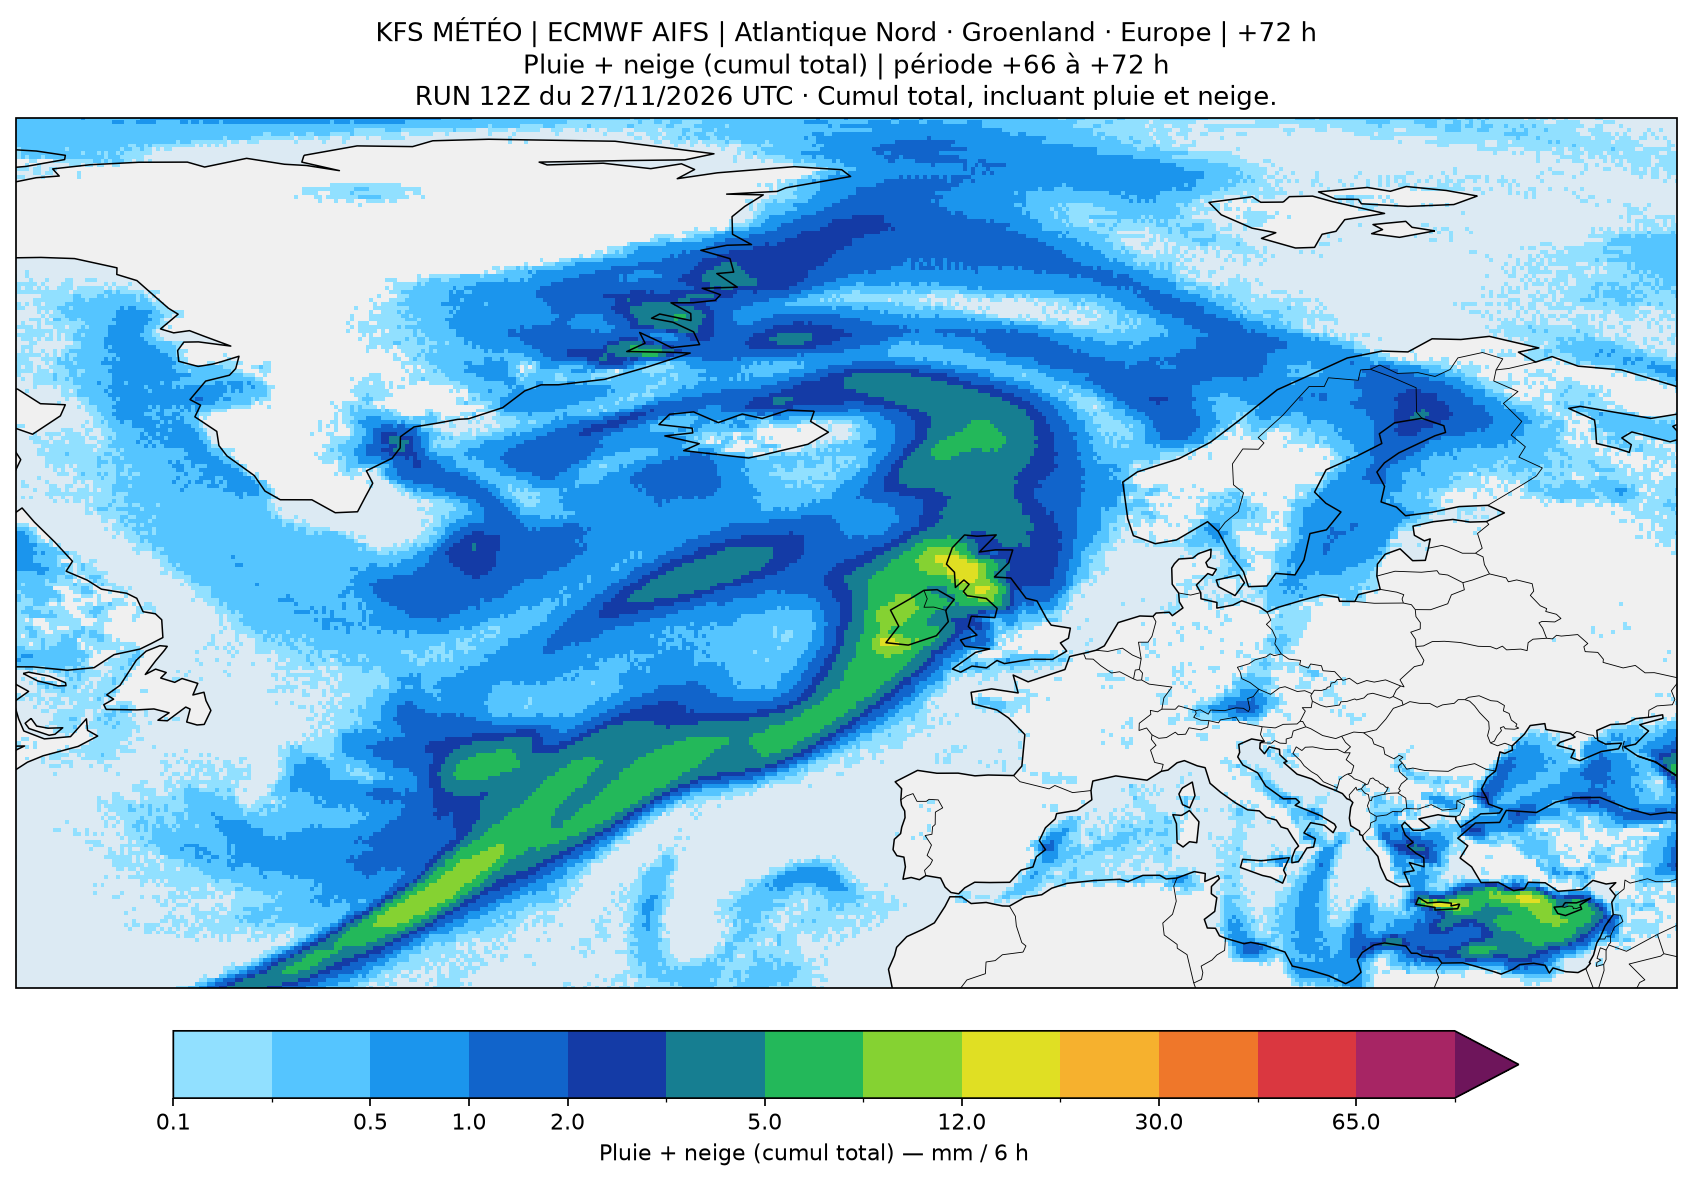 KFS MÉTÉO | ECMWF AIFS | Atlantique Nord · Groenland · Europe | +72 h
Pluie + neige (cumul total) | période +66 à +72 h
RUN 12Z du 27/11/2026 UTC · Cumul total, incluant pluie et neige.
0.1 0.5 1.0 2.0 5.0 12.0 30.0 65.0
Pluie + neige (cumul total) — mm / 6 h